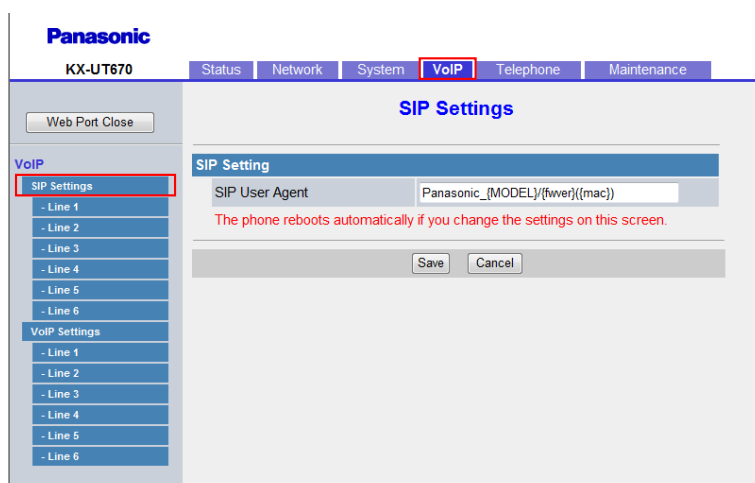 Panasonic
KX-UT670
Status Network System VoIP Telephone Maintenance
Web Port Close
VoIP
SIP Settings
- Line 1
- Line 2
- Line 3
- Line 4
- Line 5
- Line 6
VoIP Settings
- Line 1
- Line 2
- Line 3
- Line 4
- Line 5
- Line 6
SIP Settings
SIP Setting
SIP User Agent Panasonic_{MODEL}/{fwver}({mac})
The phone reboots automatically if you change the settings on this screen.
Save Cancel